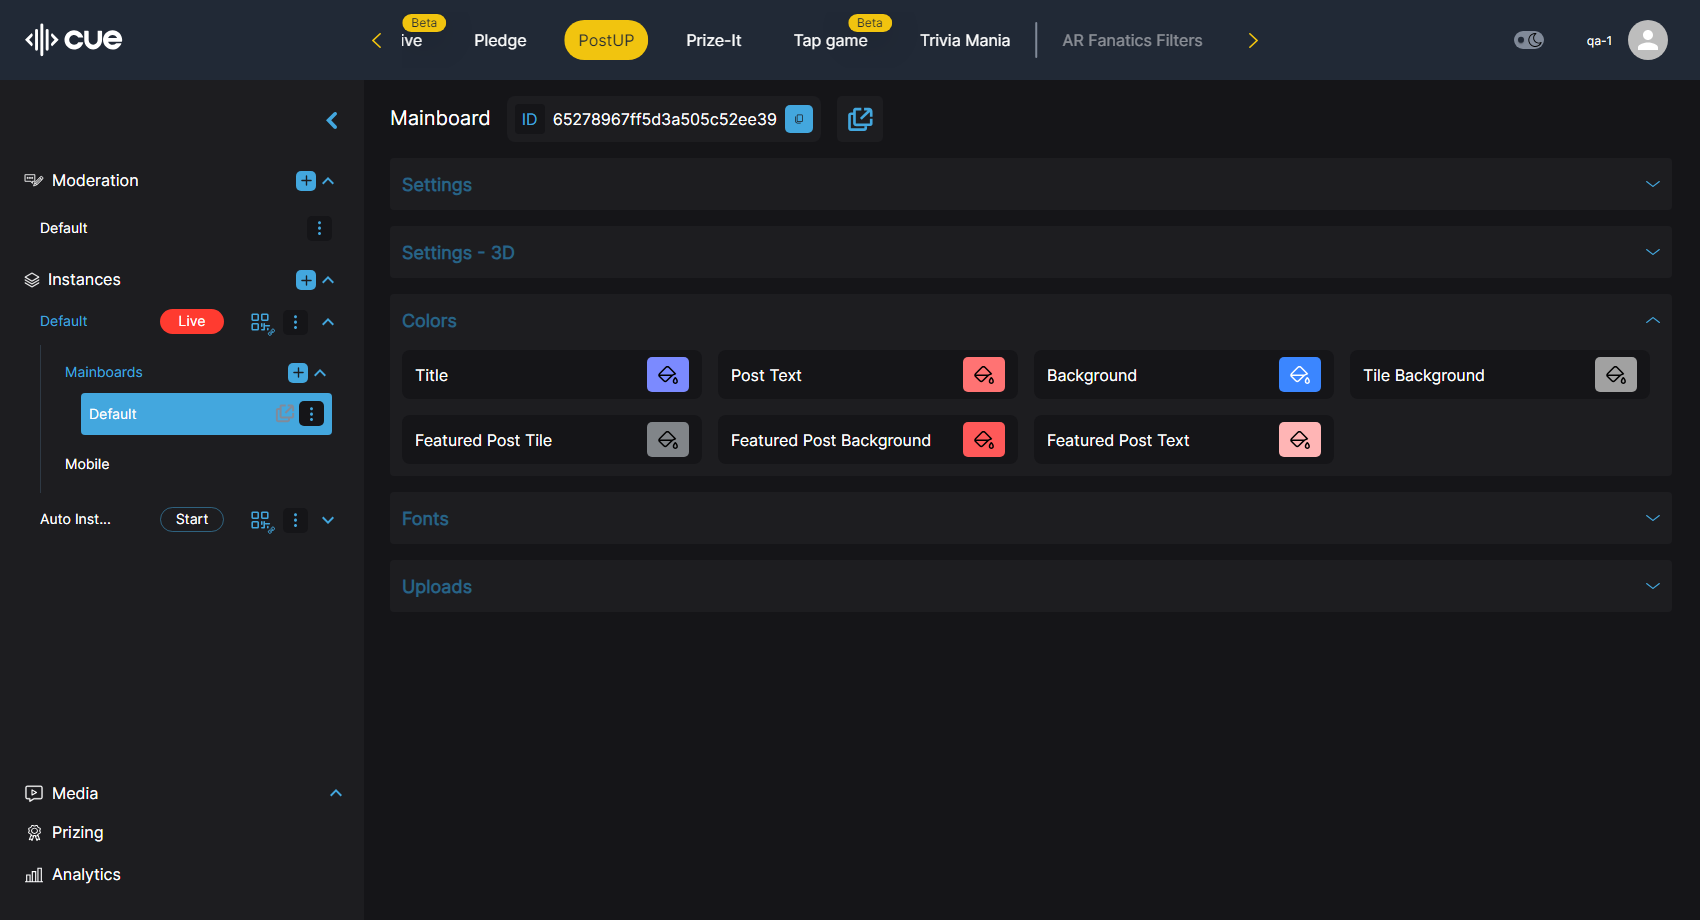 cue
Beta
ive
Pledge
PostUP
Prize-It
Beta
Tap game
Trivia Mania
AR Fanatics Filters
qa-1
Moderation
Default
Instances
Default
Live
Mainboards
Default
Mobile
Auto Inst...
Start
Media
Prizing
Analytics
Mainboard
ID 65278967ff5d3a505c52ee39
Settings
Settings - 3D
Colors
Title
Post Text
Background
Tile Background
Featured Post Tile
Featured Post Background
Featured Post Text
Fonts
Uploads